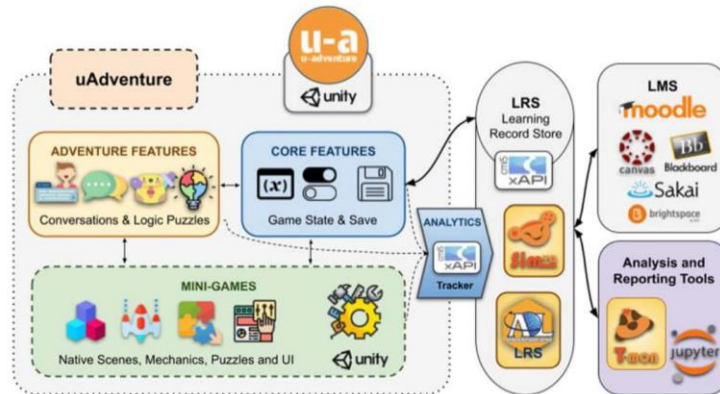 u-a
u-adventure
unity
uAdventure
ADVENTURE FEATURES
Conversations & Logic Puzzles
CORE FEATURES
(x)
Game State & Save
MINI-GAMES
Native Scenes, Mechanics, Puzzles and UI
unity
ANALYTICS
cmi5
xAPI
Tracker
LRS
Learning
Record Store
cmi5
xAPI
LRS
LMS
moodle
canvas
Bb
Blackboard
Sakai
brightspace
Analysis and
Reporting Tools
T-mon
jupyter